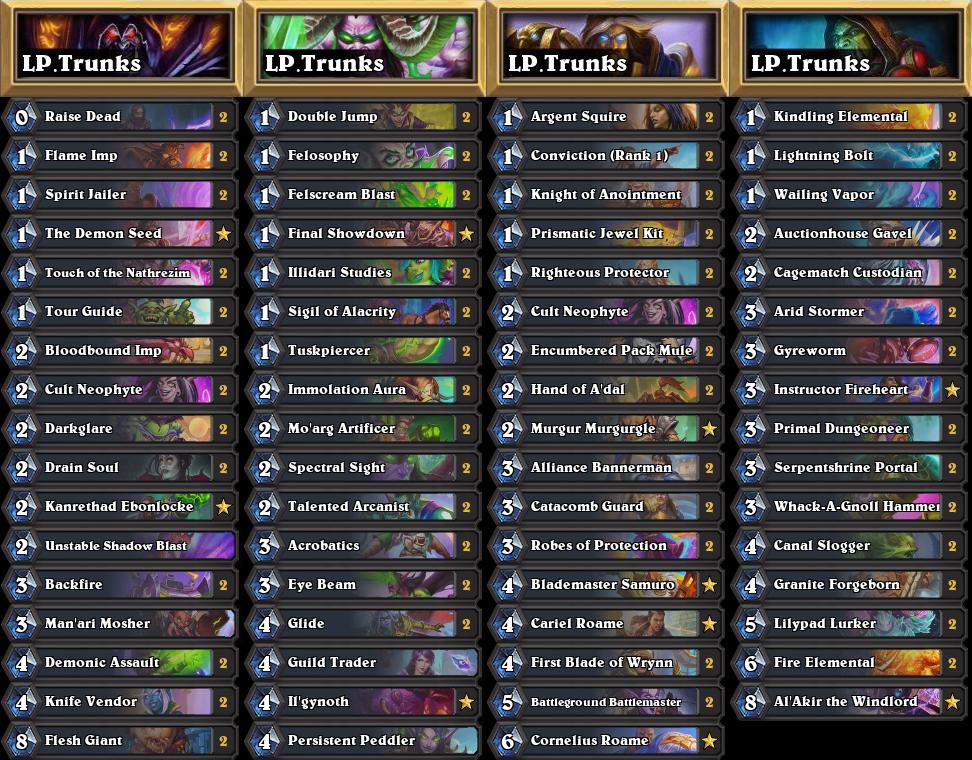 LP.Trunks
0 Raise Dead 2
1 Flame Imp 2
1 Spirit Jailer 2
1 The Demon Seed
1 Touch of the Nathrezim 2
1 Tour Guide 2
2 Bloodbound Imp 2
2 Cult Neophyte 2
2 Darkglare 2
2 Drain Soul 2
2 Kanrethad Ebonlocke
2 Unstable Shadow Blast
3 Backfire 2
3 Man'ari Mosher
4 Demonic Assault 2
4 Knife Vendor 2
8 Flesh Giant 2
LP.Trunks
1 Double Jump 2
1 Felosophy 2
1 Felscream Blast 2
1 Final Showdown
1 Illidari Studies 2
1 Sigil of Alacrity 2
1 Tuskpiercer 2
2 Immolation Aura 2
2 Mo'arg Artificer 2
2 Spectral Sight 2
2 Talented Arcanist 2
3 Acrobatics 2
3 Eye Beam 2
4 Glide 2
4 Guild Trader
4 Il'gynoth
4 Persistent Peddler
LP.Trunks
1 Argent Squire 2
1 Conviction (Rank 1) 2
1 Knight of Anointment 2
1 Prismatic Jewel Kit 2
1 Righteous Protector 2
2 Cult Neophyte 2
2 Encumbered Pack Mule 2
2 Hand of A'dal 2
2 Murgur Murgurgle
3 Alliance Bannerman 2
3 Catacomb Guard 2
3 Robes of Protection 2
4 Blademaster Samuro
4 Cariel Roame
4 First Blade of Wrynn 2
5 Battleground Battlemaster 2
6 Cornelius Roame
LP.Trunks
1 Kindling Elemental 2
1 Lightning Bolt 2
1 Wailing Vapor 2
2 Auctionhouse Gavel 2
2 Cagematch Custodian 2
3 Arid Stormer 2
3 Gyreworm 2
3 Instructor Fireheart
3 Primal Dungeoneer 2
3 Serpentshrine Portal 2
3 Whack-A-Gnoll Hammer 2
4 Canal Slogger 2
4 Granite Forgeborn 2
5 Lilypad Lurker 2
6 Fire Elemental 2
8 Al'Akir the Windlord